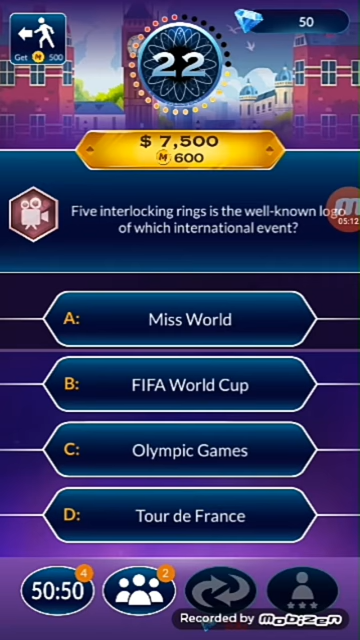 50
Get M 500
22
$ 7,500
M 600
Five interlocking rings is the well-known logo
of which international event?
05:12
A: Miss World
B: FIFA World Cup
C: Olympic Games
D: Tour de France
4
2
50:50
Recorded by mobizen